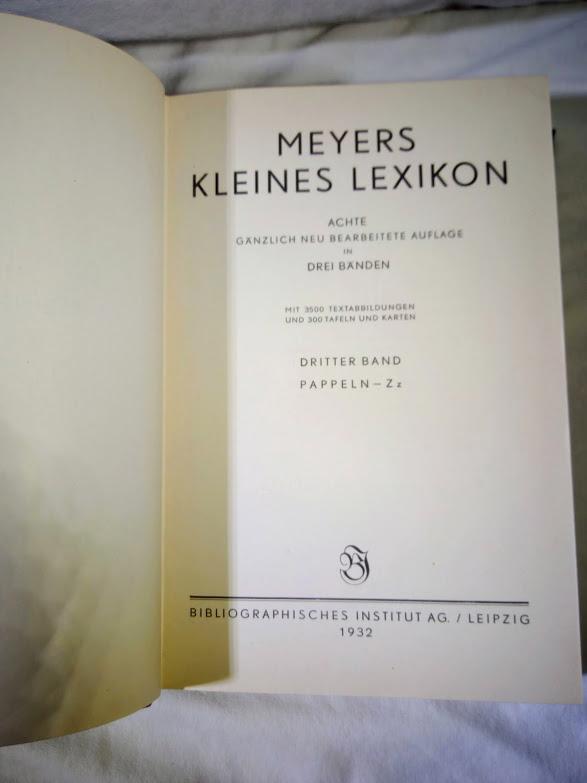 MEYERS
KLEINES LEXIKON
ACHTE
GÄNZLICH NEU BEARBEITETE AUFLAGE
IN
DREI BÄNDEN
MIT 3500 TEXTABBILDUNGEN
UND 300 TAFELN UND KARTEN
DRITTER BAND
PAPPELN – Zz
BI
BIBLIOGRAPHISCHES INSTITUT AG. / LEIPZIG
1932